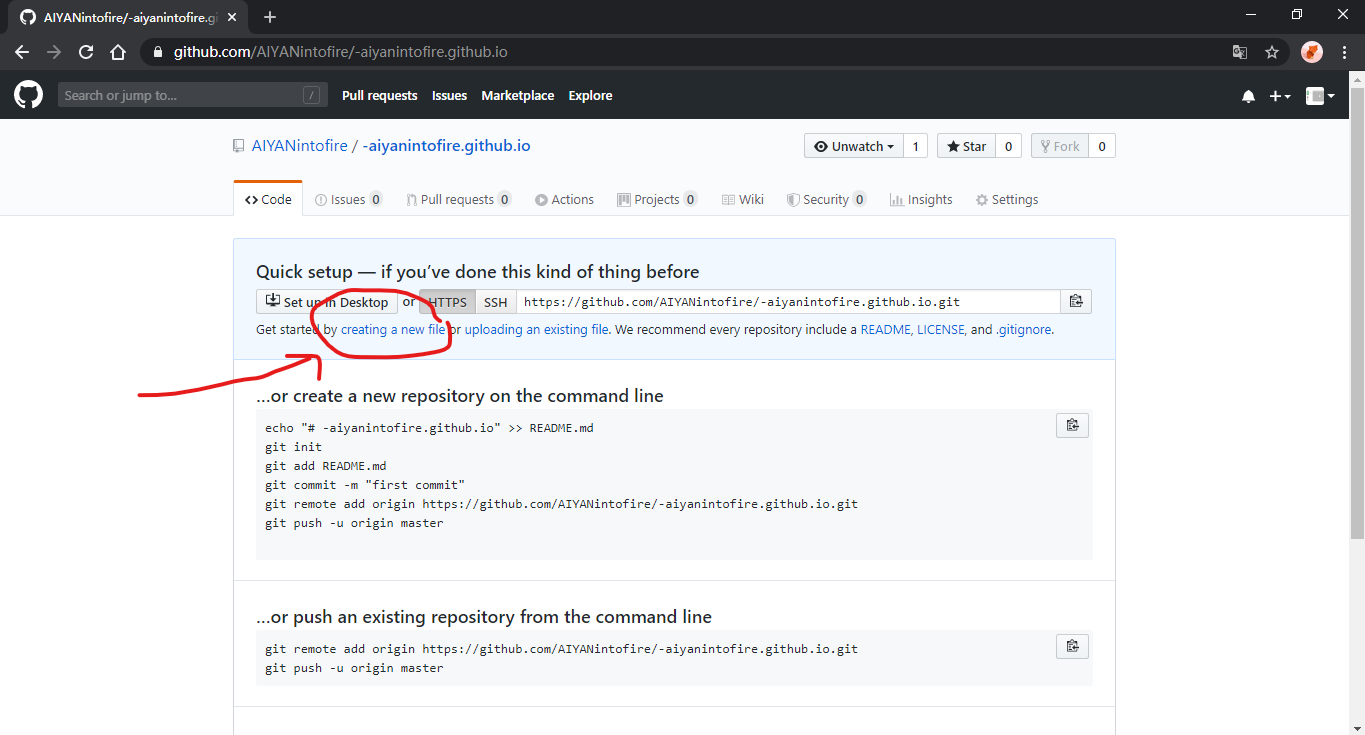 AIYANintofire/-aiyanintofire.gi
github.com/AIYANintofire/-aiyanintofire.github.io
Search or jump to... / Pull requests Issues Marketplace Explore
AIYANintofire / -aiyanintofire.github.io Unwatch 1 Star 0 Fork 0
Code Issues 0 Pull requests 0 Actions Projects 0 Wiki Security 0 Insights Settings
Quick setup — if you’ve done this kind of thing before
Set up in Desktop or HTTPS SSH https://github.com/AIYANintofire/-aiyanintofire.github.io.git
Get started by creating a new file or uploading an existing file. We recommend every repository include a README, LICENSE, and .gitignore.
…or create a new repository on the command line
echo "# -aiyanintofire.github.io" >> README.md
git init
git add README.md
git commit -m "first commit"
git remote add origin https://github.com/AIYANintofire/-aiyanintofire.github.io.git
git push -u origin master
…or push an existing repository from the command line
git remote add origin https://github.com/AIYANintofire/-aiyanintofire.github.io.git
git push -u origin master